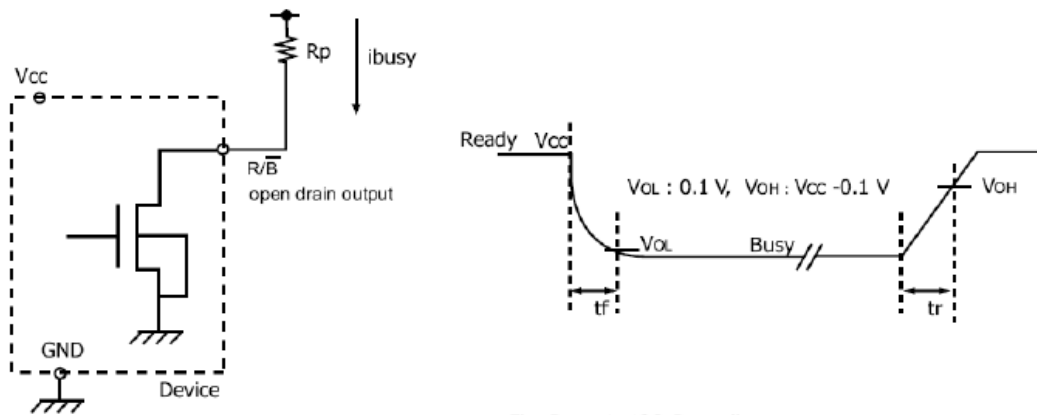 Rp
ibusy
Vcc
R/B̅
open drain output
GND
Device
Ready Vcc
VOL : 0.1 V, VOH : Vcc -0.1 V
VOH
VOL
Busy
tf
tr